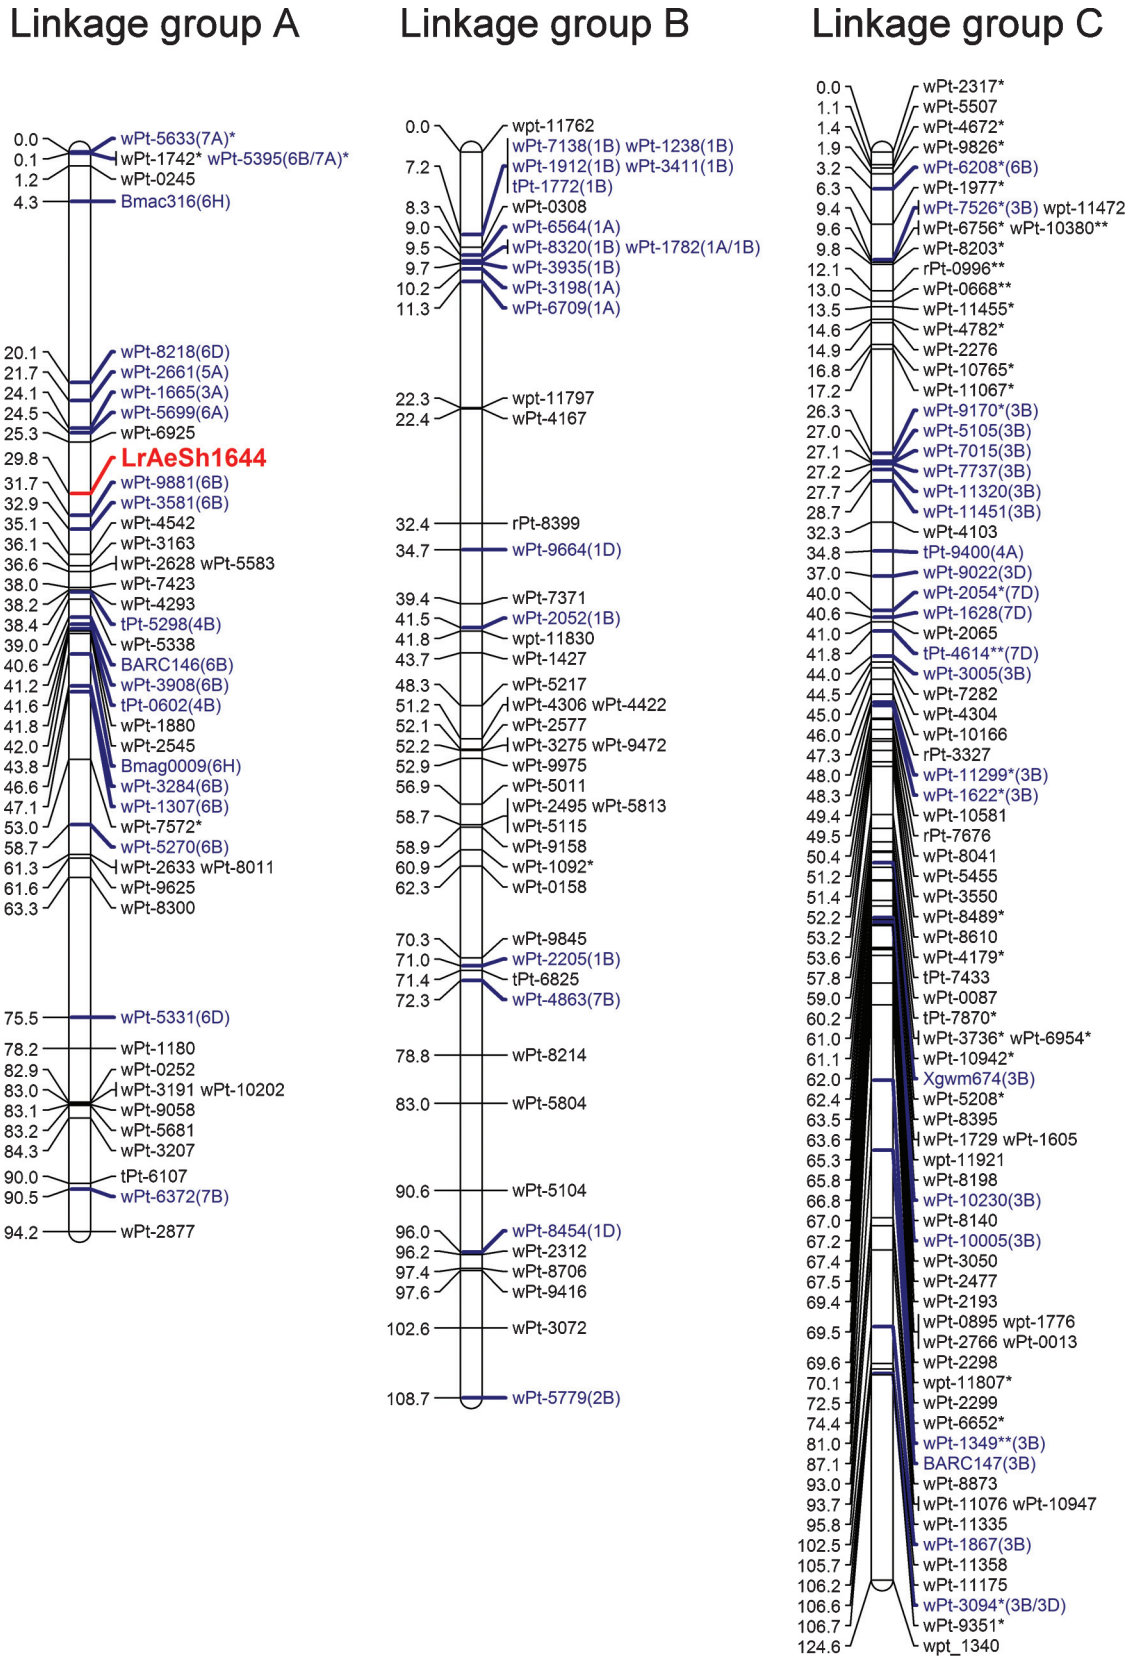 Linkage group A
0.0 wPt-5633(7A)*
0.1 wPt-1742* wPt-5395(6B/7A)*
1.2 wPt-0245
4.3 Bmac316(6H)
20.1 wPt-8218(6D)
21.7 wPt-2661(5A)
24.1 wPt-1665(3A)
24.5 wPt-5699(6A)
25.3 wPt-6925
29.8 LrAeSh1644
31.7 wPt-9881(6B)
32.9 wPt-3581(6B)
35.1 wPt-4542
36.1 wPt-3163
36.6 wPt-2628 wPt-5583
38.0 wPt-7423
38.2 wPt-4293
38.4 tPt-5298(4B)
39.0 wPt-5338
40.6 BARC146(6B)
41.2 wPt-3908(6B)
41.6 tPt-0602(4B)
41.8 wPt-1880
42.0 wPt-2545
43.8 Bmag0009(6H)
46.6 wPt-3284(6B)
47.1 wPt-1307(6B)
53.0 wPt-7572*
58.7 wPt-5270(6B)
61.3 wPt-2633 wPt-8011
61.6 wPt-9625
63.3 wPt-8300
75.5 wPt-5331(6D)
78.2 wPt-1180
82.9 wPt-0252
83.0 wPt-3191 wPt-10202
83.1 wPt-9058
83.2 wPt-5681
84.3 wPt-3207
90.0 tPt-6107
90.5 wPt-6372(7B)
94.2 wPt-2877
Linkage group B
0.0 wpt-11762
wPt-7138(1B) wPt-1238(1B)
7.2 wPt-1912(1B) wPt-3411(1B)
tPt-1772(1B)
8.3 wPt-0308
9.0 wPt-6564(1A)
9.5 wPt-8320(1B) wPt-1782(1A/1B)
9.7 wPt-3935(1B)
10.2 wPt-3198(1A)
11.3 wPt-6709(1A)
22.3 wpt-11797
22.4 wPt-4167
32.4 rPt-8399
34.7 wPt-9664(1D)
39.4 wPt-7371
41.5 wPt-2052(1B)
41.8 wpt-11830
43.7 wPt-1427
48.3 wPt-5217
51.2 wPt-4306 wPt-4422
52.1 wPt-2577
52.2 wPt-3275 wPt-9472
52.9 wPt-9975
56.9 wPt-5011
wPt-2495 wPt-5813
58.7 wPt-5115
58.9 wPt-9158
60.9 wPt-1092*
62.3 wPt-0158
70.3 wPt-9845
71.0 wPt-2205(1B)
71.4 tPt-6825
72.3 wPt-4863(7B)
78.8 wPt-8214
83.0 wPt-5804
90.6 wPt-5104
96.0 wPt-8454(1D)
96.2 wPt-2312
97.4 wPt-8706
97.6 wPt-9416
102.6 wPt-3072
108.7 wPt-5779(2B)
Linkage group C
0.0 wPt-2317*
1.1 wPt-5507
1.4 wPt-4672*
1.9 wPt-9826*
3.2 wPt-6208*(6B)
6.3 wPt-1977*
9.4 wPt-7526*(3B) wpt-11472
9.6 wPt-6756* wPt-10380**
9.8 wPt-8203*
12.1 rPt-0996**
13.0 wPt-0668**
13.5 wPt-11455*
14.6 wPt-4782*
14.9 wPt-2276
16.8 wPt-10765*
17.2 wPt-11067*
26.3 wPt-9170*(3B)
27.0 wPt-5105(3B)
27.1 wPt-7015(3B)
27.2 wPt-7737(3B)
27.7 wPt-11320(3B)
28.7 wPt-11451(3B)
32.3 wPt-4103
34.8 tPt-9400(4A)
37.0 wPt-9022(3D)
40.0 wPt-2054*(7D)
40.6 wPt-1628(7D)
41.0 wPt-2065
41.8 tPt-4614**(7D)
44.0 wPt-3005(3B)
44.5 wPt-7282
45.0 wPt-4304
46.0 wPt-10166
47.3 rPt-3327
48.0 wPt-11299*(3B)
48.3 wPt-1622*(3B)
49.4 wPt-10581
49.5 rPt-7676
50.4 wPt-8041
51.2 wPt-5455
51.4 wPt-3550
52.2 wPt-8489*
53.2 wPt-8610
53.6 wPt-4179*
57.8 tPt-7433
59.0 wPt-0087
60.2 tPt-7870*
61.0 wPt-3736* wPt-6954*
61.1 wPt-10942*
62.0 Xgwm674(3B)
62.4 wPt-5208*
63.5 wPt-8395
63.6 wPt-1729 wPt-1605
65.3 wpt-11921
65.8 wPt-8198
66.8 wPt-10230(3B)
67.0 wPt-8140
67.2 wPt-10005(3B)
67.4 wPt-3050
67.5 wPt-2477
69.4 wPt-2193
wPt-0895 wpt-1776
69.5 wPt-2766 wPt-0013
69.6 wPt-2298
70.1 wpt-11807*
72.5 wPt-2299
74.4 wPt-6652*
81.0 wPt-1349**(3B)
87.1 BARC147(3B)
93.0 wPt-8873
93.7 wPt-11076 wPt-10947
95.8 wPt-11335
102.5 wPt-1867(3B)
105.7 wPt-11358
106.2 wPt-11175
106.6 wPt-3094*(3B/3D)
106.7 wPt-9351*
124.6 wpt_1340